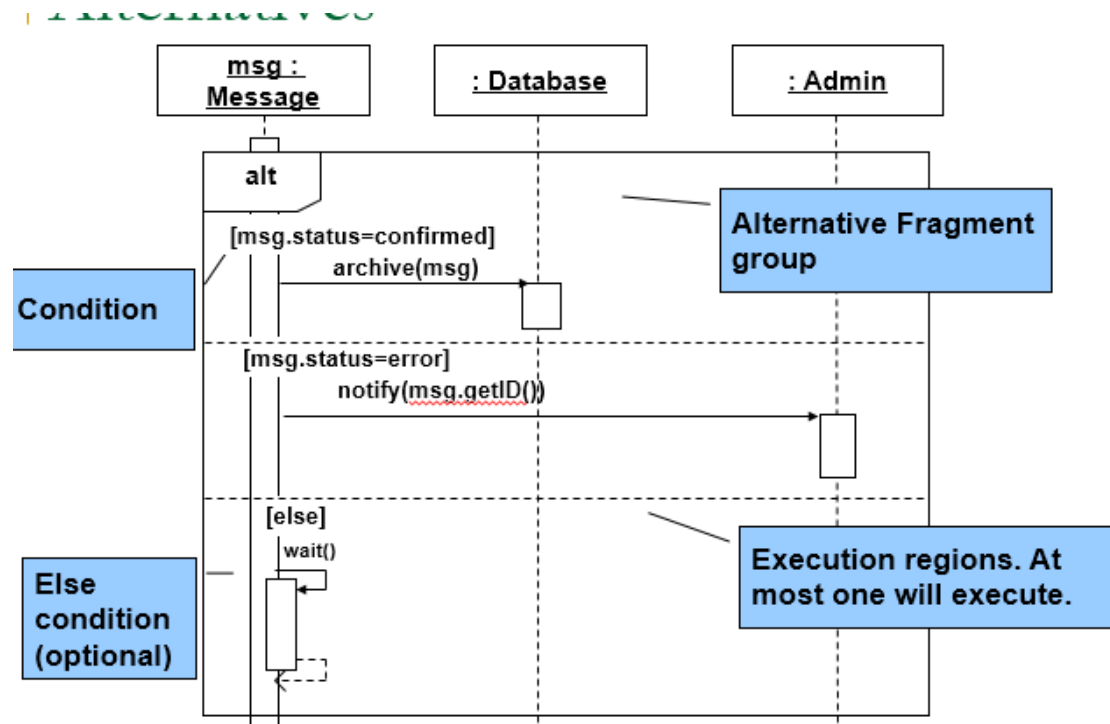 Alternatives
msg :
Message
: Database
: Admin
alt
Alternative Fragment
group
[msg.status=confirmed]
archive(msg)
Condition
[msg.status=error]
notify(msg.getID())
[else]
wait()
Execution regions. At
most one will execute.
Else
condition
(optional)